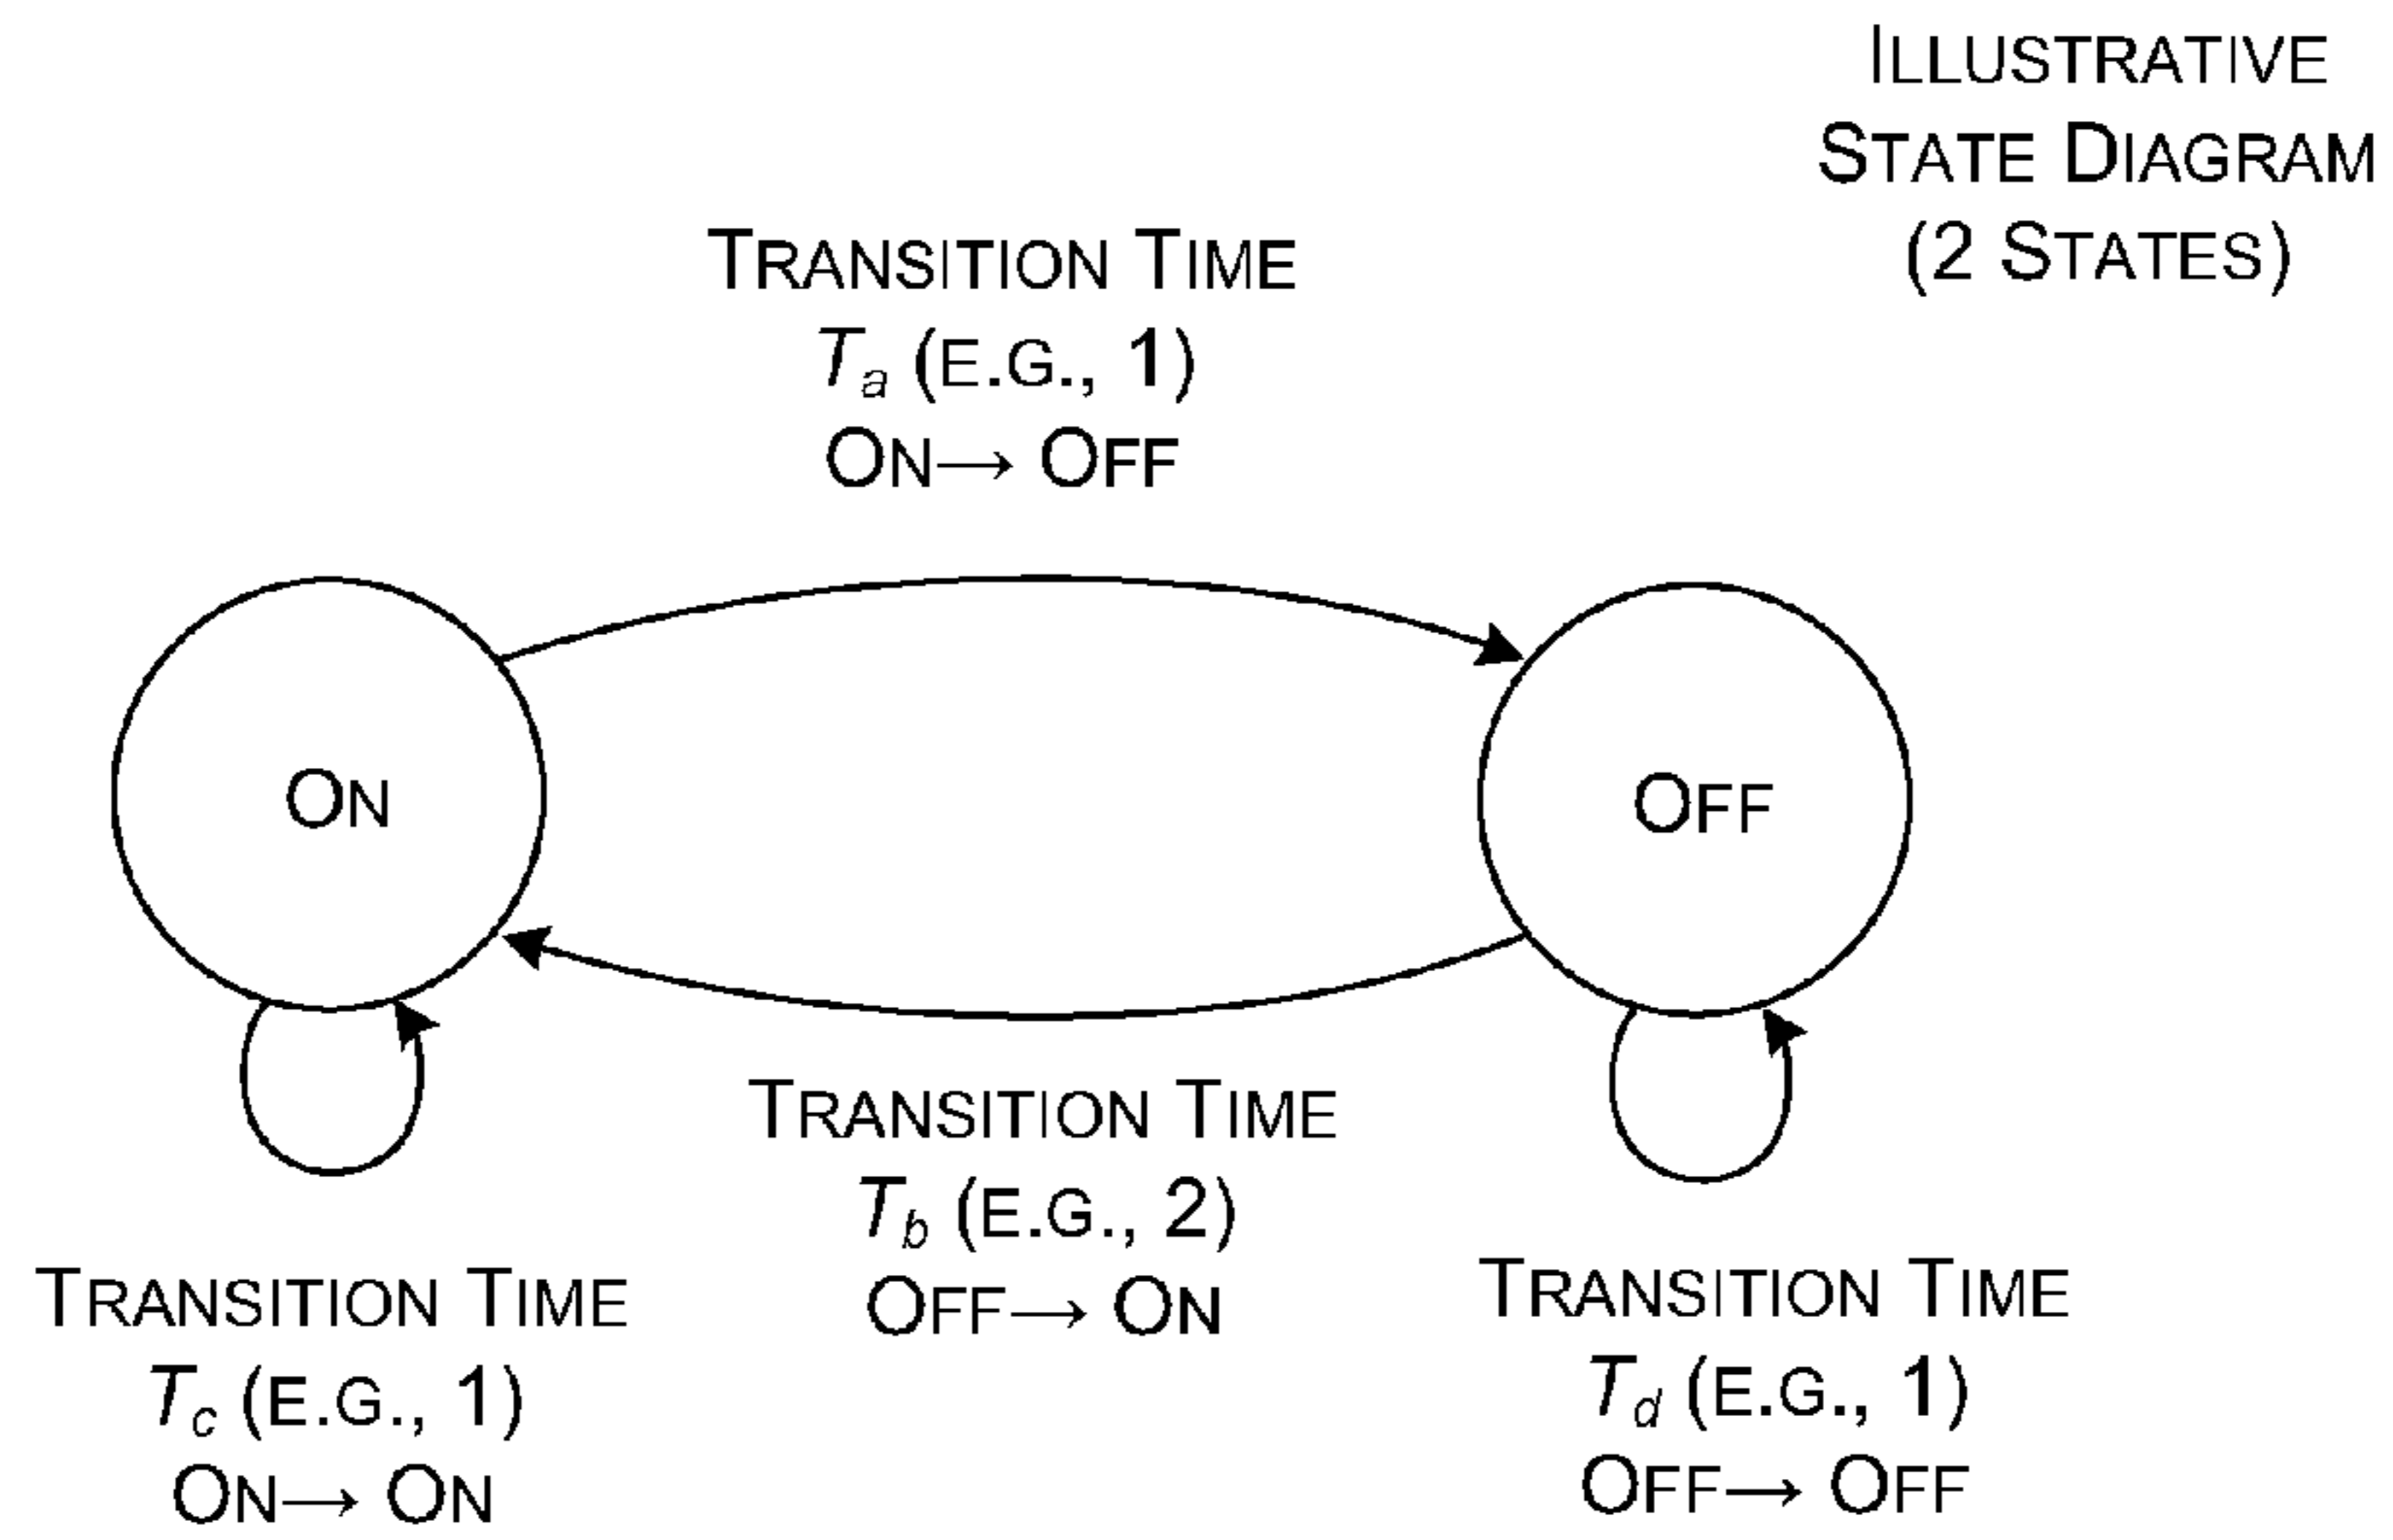 ILLUSTRATIVE
STATE DIAGRAM
(2 STATES)
TRANSITION TIME
Ta (E.G., 1)
ON→ OFF
ON
OFF
TRANSITION TIME
Tb (E.G., 2)
OFF→ ON
TRANSITION TIME
Tc (E.G., 1)
ON→ ON
TRANSITION TIME
Td (E.G., 1)
OFF→ OFF